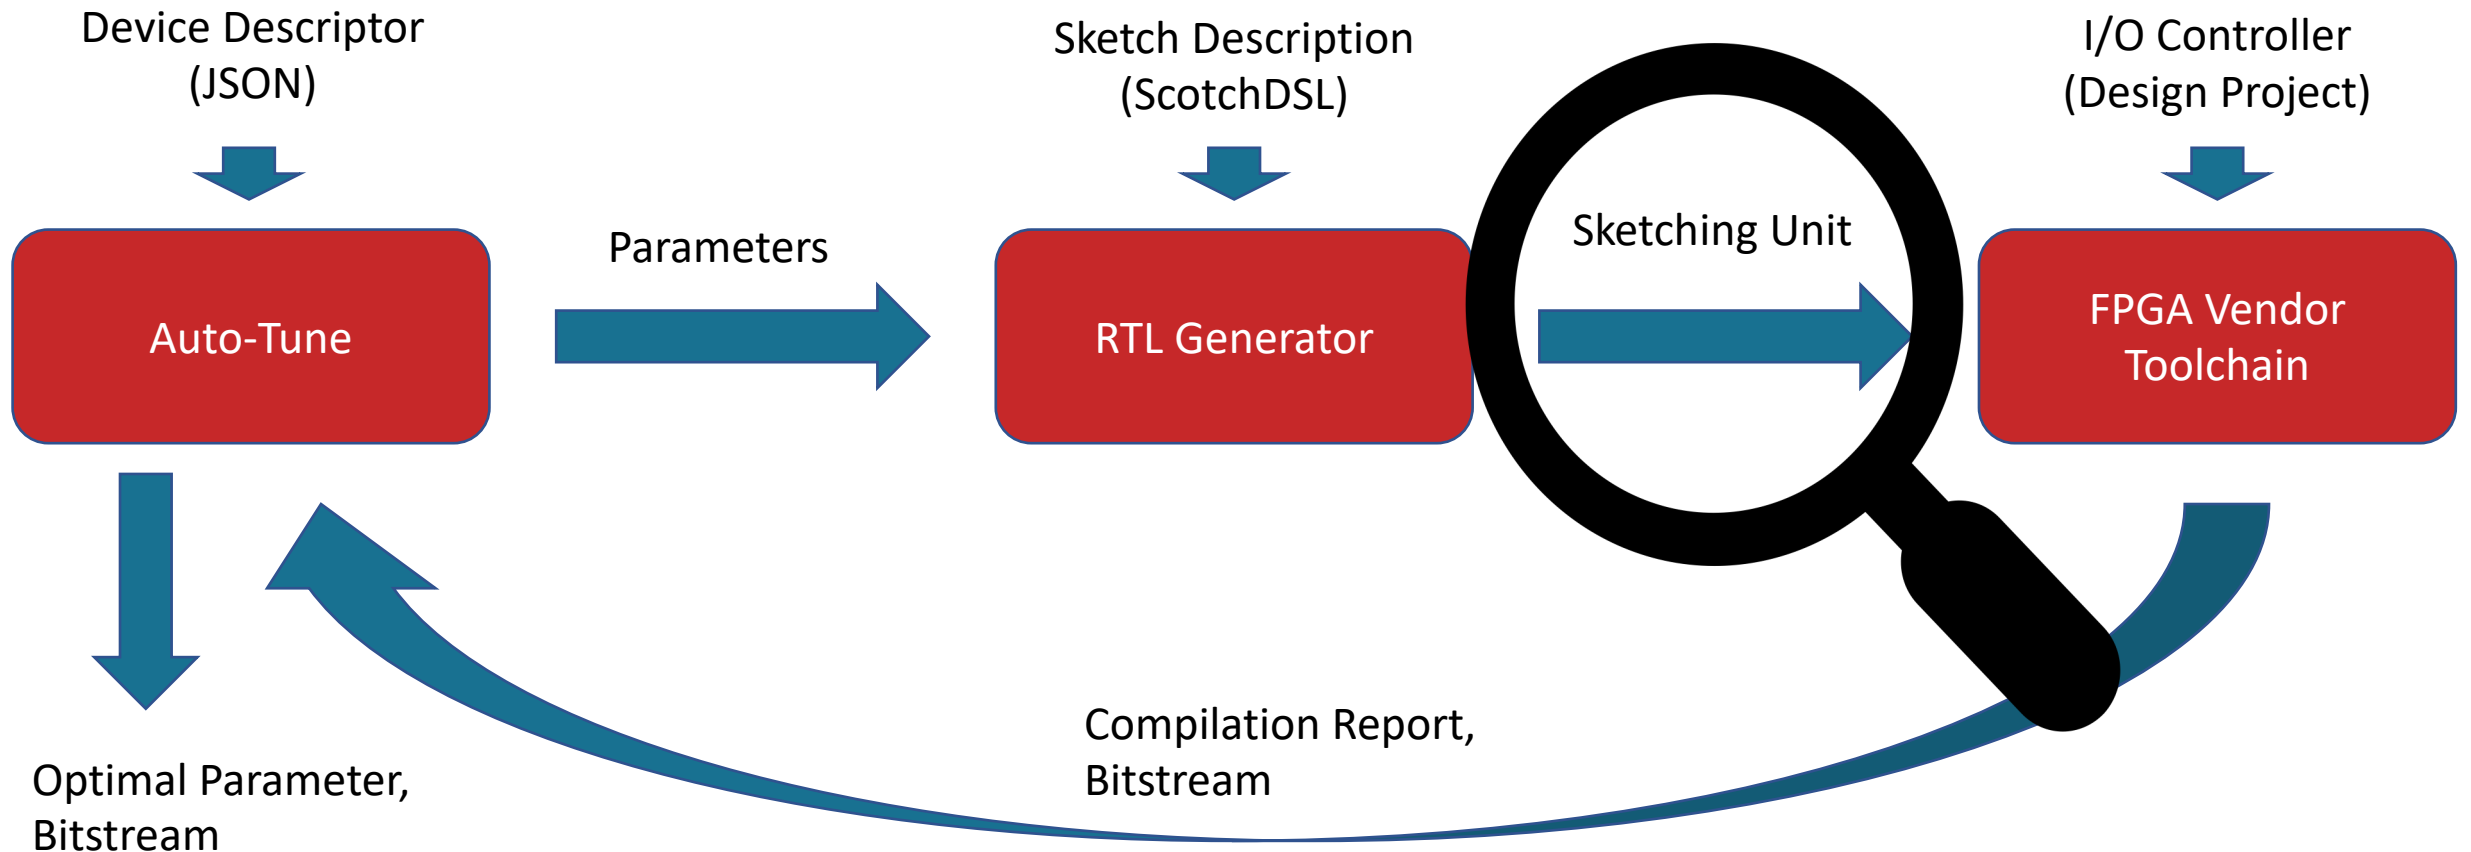 Device Descriptor
(JSON)
Sketch Description
(ScotchDSL)
I/O Controller
(Design Project)
Auto-Tune
Parameters
RTL Generator
Sketching Unit
FPGA Vendor
Toolchain
Compilation Report,
Bitstream
Optimal Parameter,
Bitstream